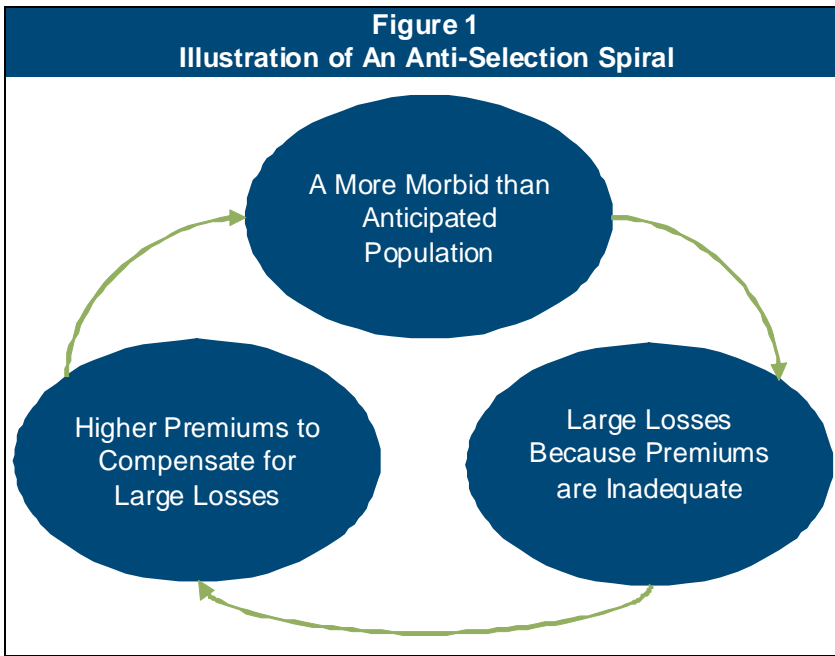 Figure 1
Illustration of An Anti-Selection Spiral
A More Morbid than
Anticipated
Population
Large Losses
Because Premiums
are Inadequate
Higher Premiums to
Compensate for
Large Losses